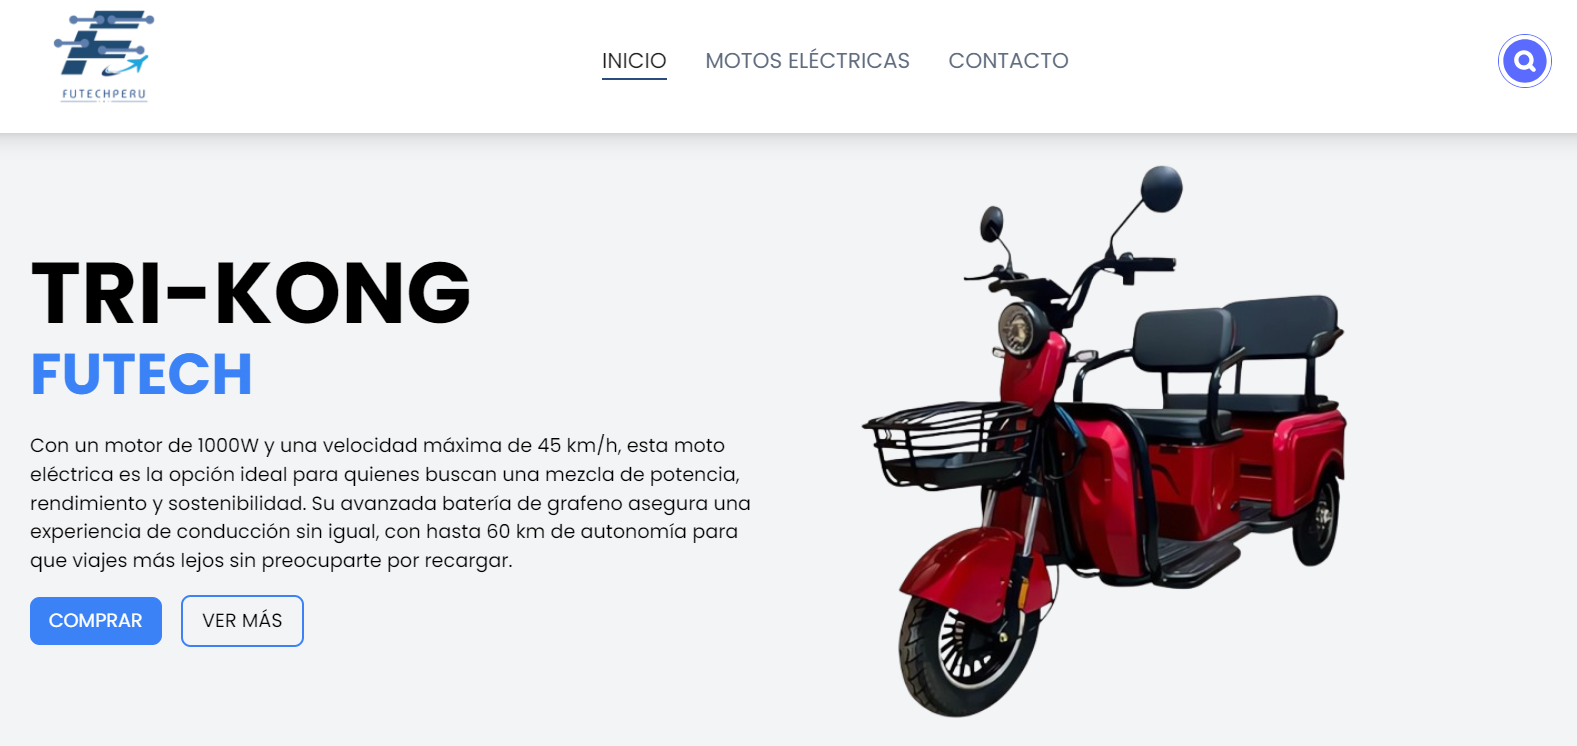 FUTECHPERU
INICIO
MOTOS ELÉCTRICAS
CONTACTO
TRI-KONG
FUTECH
Con un motor de 1000W y una velocidad máxima de 45 km/h, esta moto
eléctrica es la opción ideal para quienes buscan una mezcla de potencia,
rendimiento y sostenibilidad. Su avanzada batería de grafeno asegura una
experiencia de conducción sin igual, con hasta 60 km de autonomía para
que viajes más lejos sin preocuparte por recargar.
COMPRAR
VER MÁS